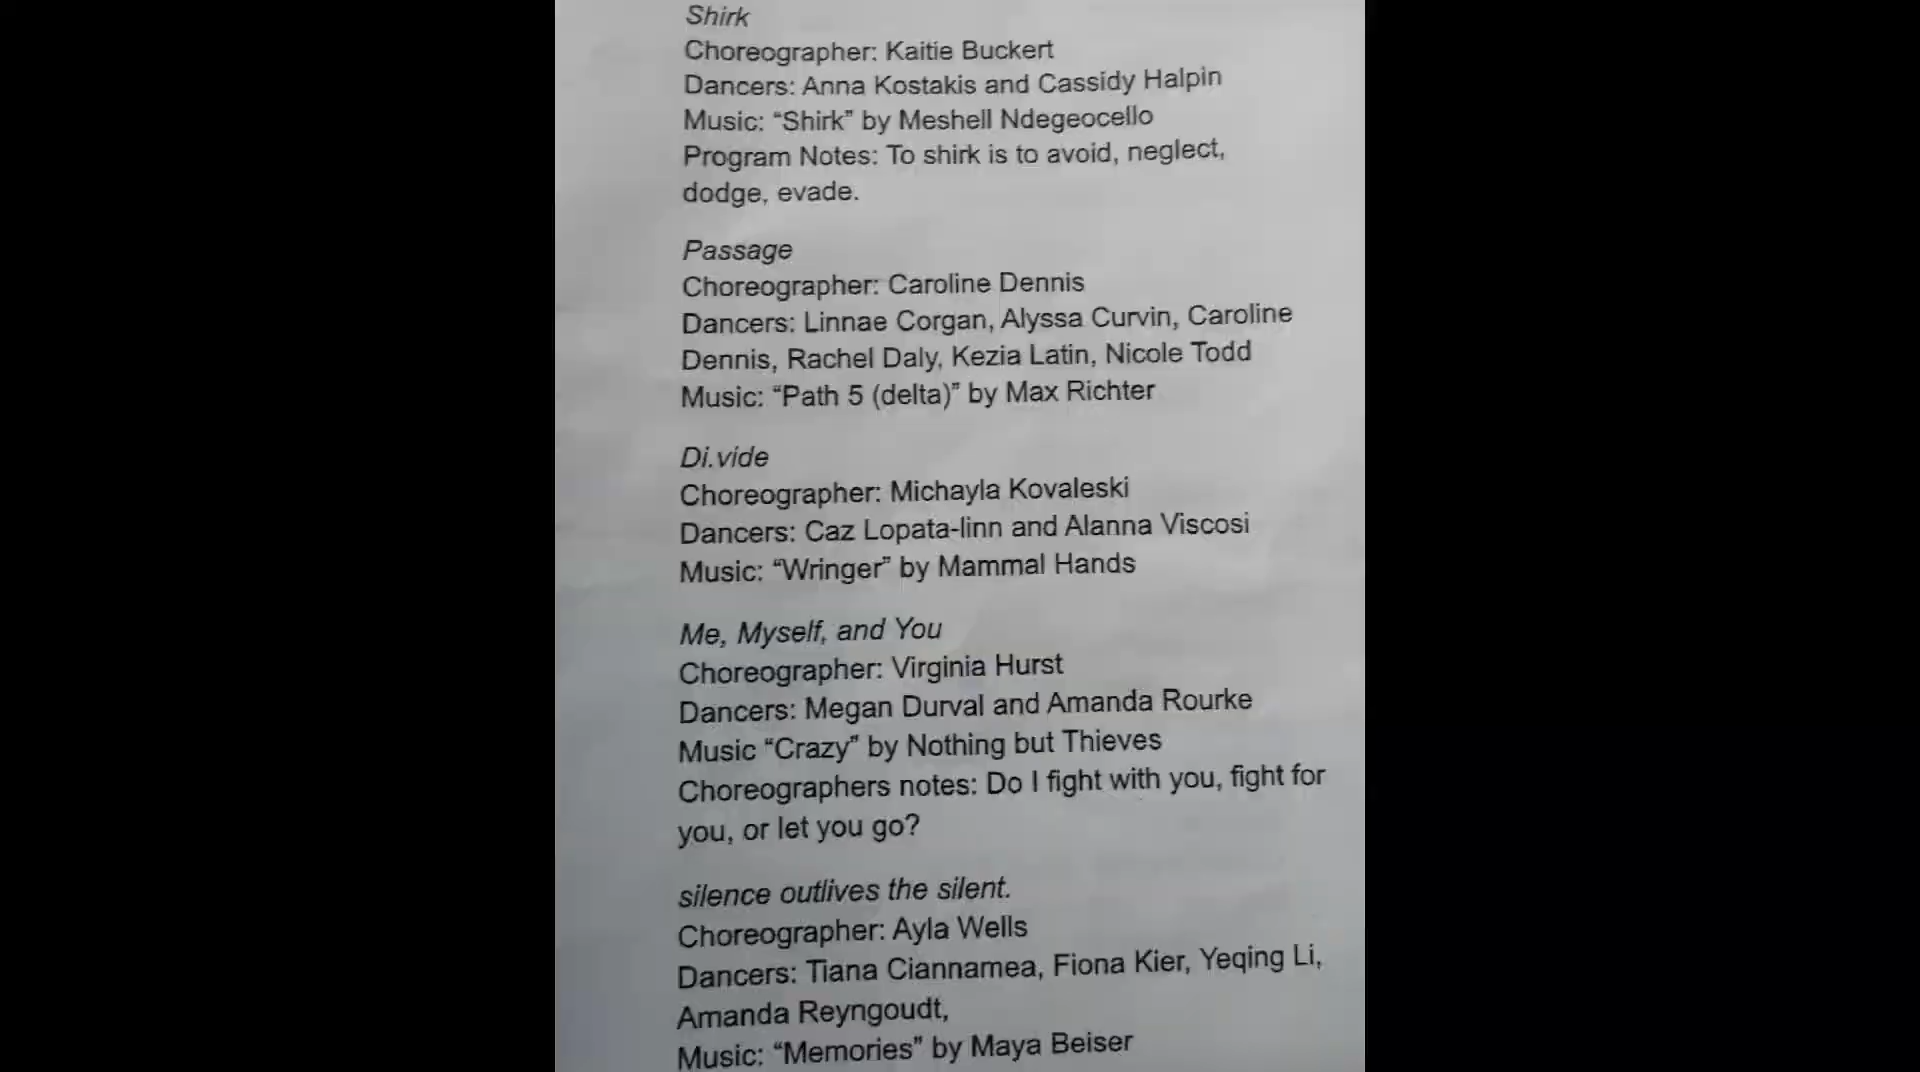 Shirk
Choreographer: Kaitie Buckert
Dancers: Anna Kostakis and Cassidy Halpin
Music: “Shirk” by Meshell Ndegeocello
Program Notes: To shirk is to avoid, neglect,
dodge, evade.
Passage
Choreographer: Caroline Dennis
Dancers: Linnae Corgan, Alyssa Curvin, Caroline
Dennis, Rachel Daly, Kezia Latin, Nicole Todd
Music: “Path 5 (delta)” by Max Richter
Di.vide
Choreographer: Michayla Kovaleski
Dancers: Caz Lopata-linn and Alanna Viscosi
Music: “Wringer” by Mammal Hands
Me, Myself, and You
Choreographer: Virginia Hurst
Dancers: Megan Durval and Amanda Rourke
Music “Crazy” by Nothing but Thieves
Choreographers notes: Do I fight with you, fight for
you, or let you go?
silence outlives the silent.
Choreographer: Ayla Wells
Dancers: Tiana Ciannamea, Fiona Kier, Yeqing Li,
Amanda Reyngoudt,
Music: “Memories” by Maya Beiser